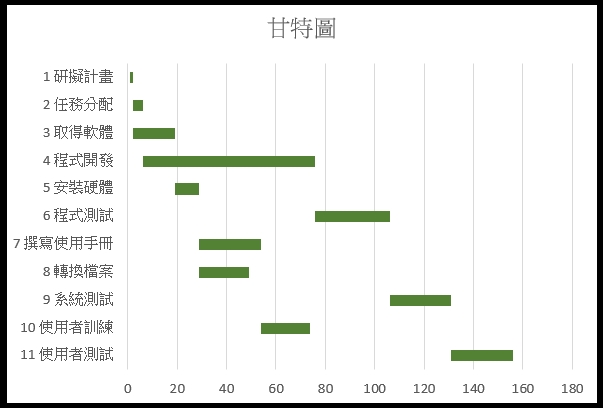 甘特圖
1 研擬計畫
2 任務分配
3 取得軟體
4 程式開發
5 安裝硬體
6 程式測試
7 撰寫使用手冊
8 轉換檔案
9 系統測試
10 使用者訓練
11 使用者測試
0 20 40 60 80 100 120 140 160 180